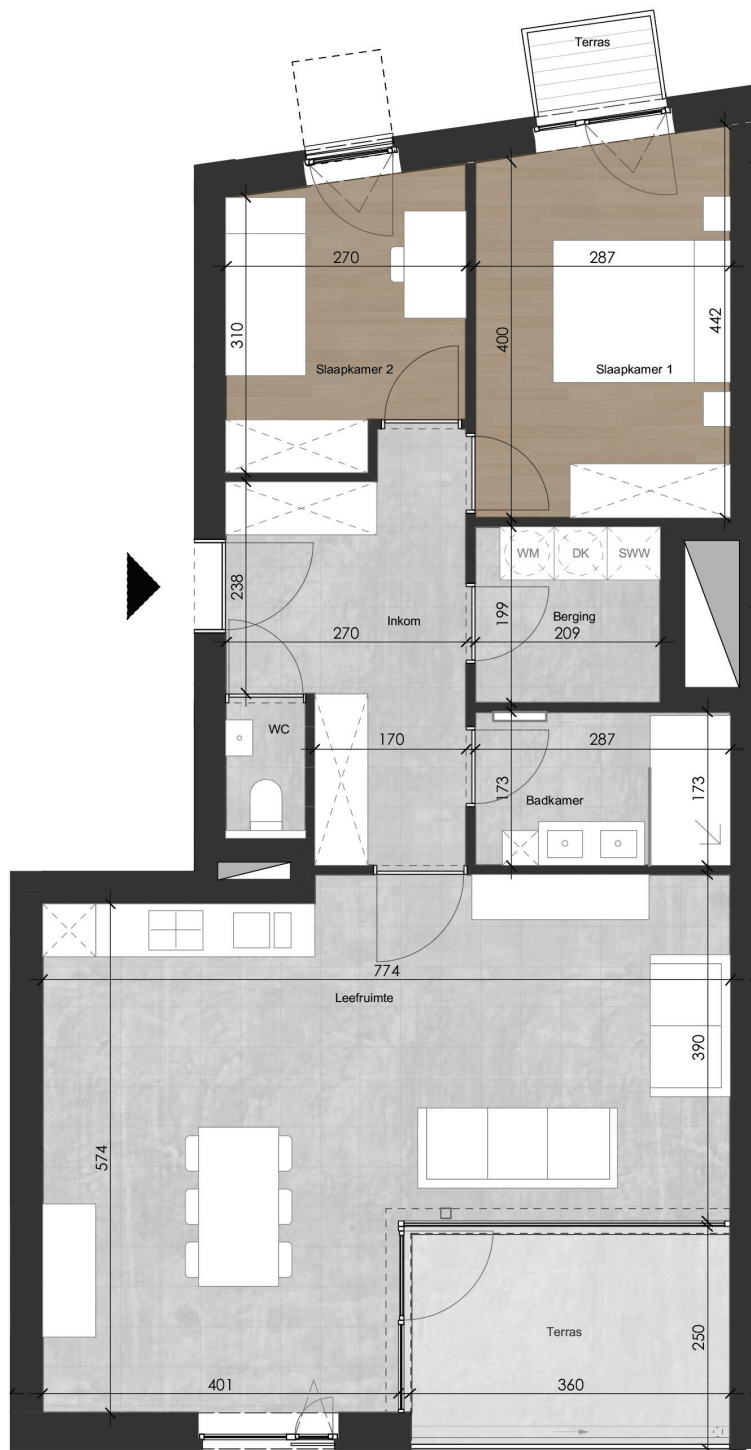 Terras
270
287
310
400
442
Slaapkamer 2
Slaapkamer 1
WM
DK
SWW
238
199
Inkom
Berging
270
209
WC
170
287
173
173
Badkamer
774
Leefruimte
390
574
Terras
250
401
360